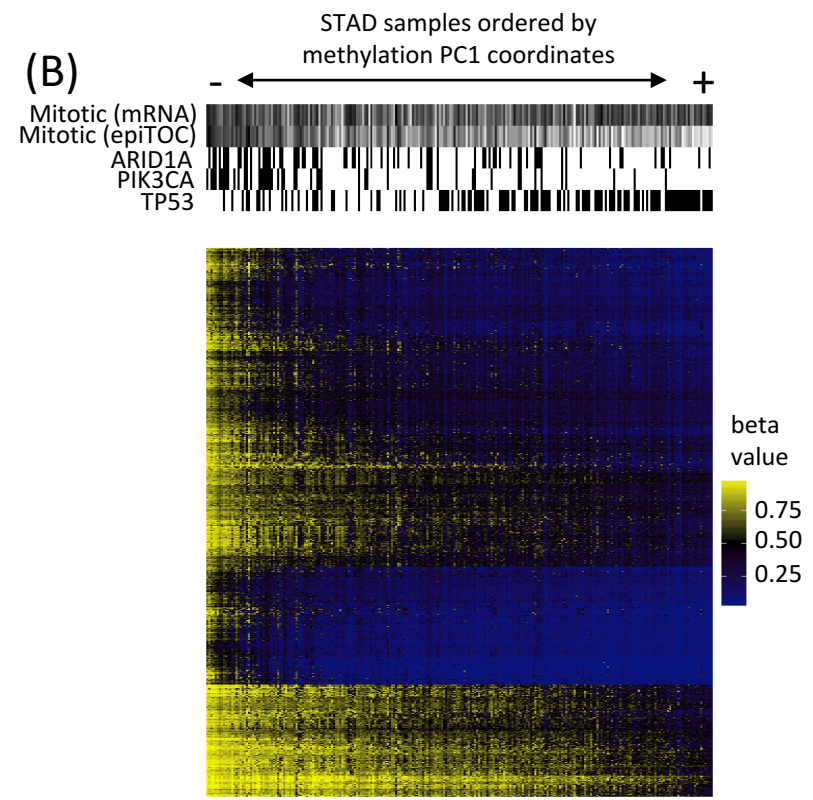 STAD samples ordered by
methylation PC1 coordinates
(B)
- +
Mitotic (mRNA)
Mitotic (epiTOC)
ARID1A
PIK3CA
TP53
beta
value
0.75
0.50
0.25